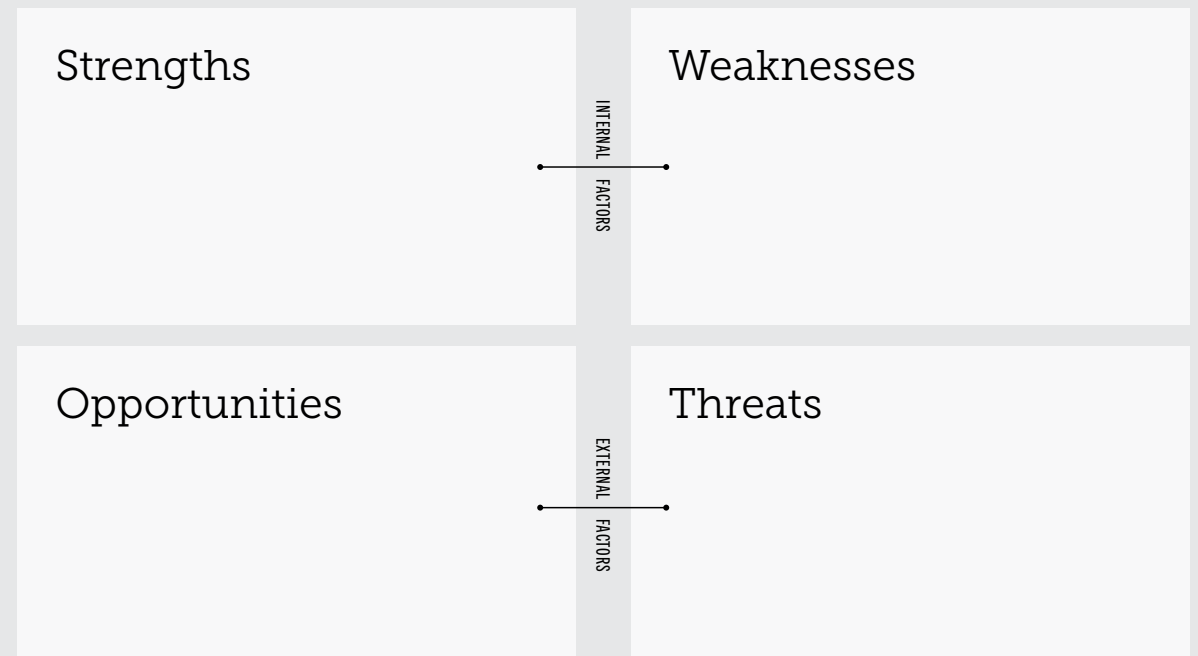 Strengths
Weaknesses
INTERNAL FACTORS
Opportunities
Threats
EXTERNAL FACTORS